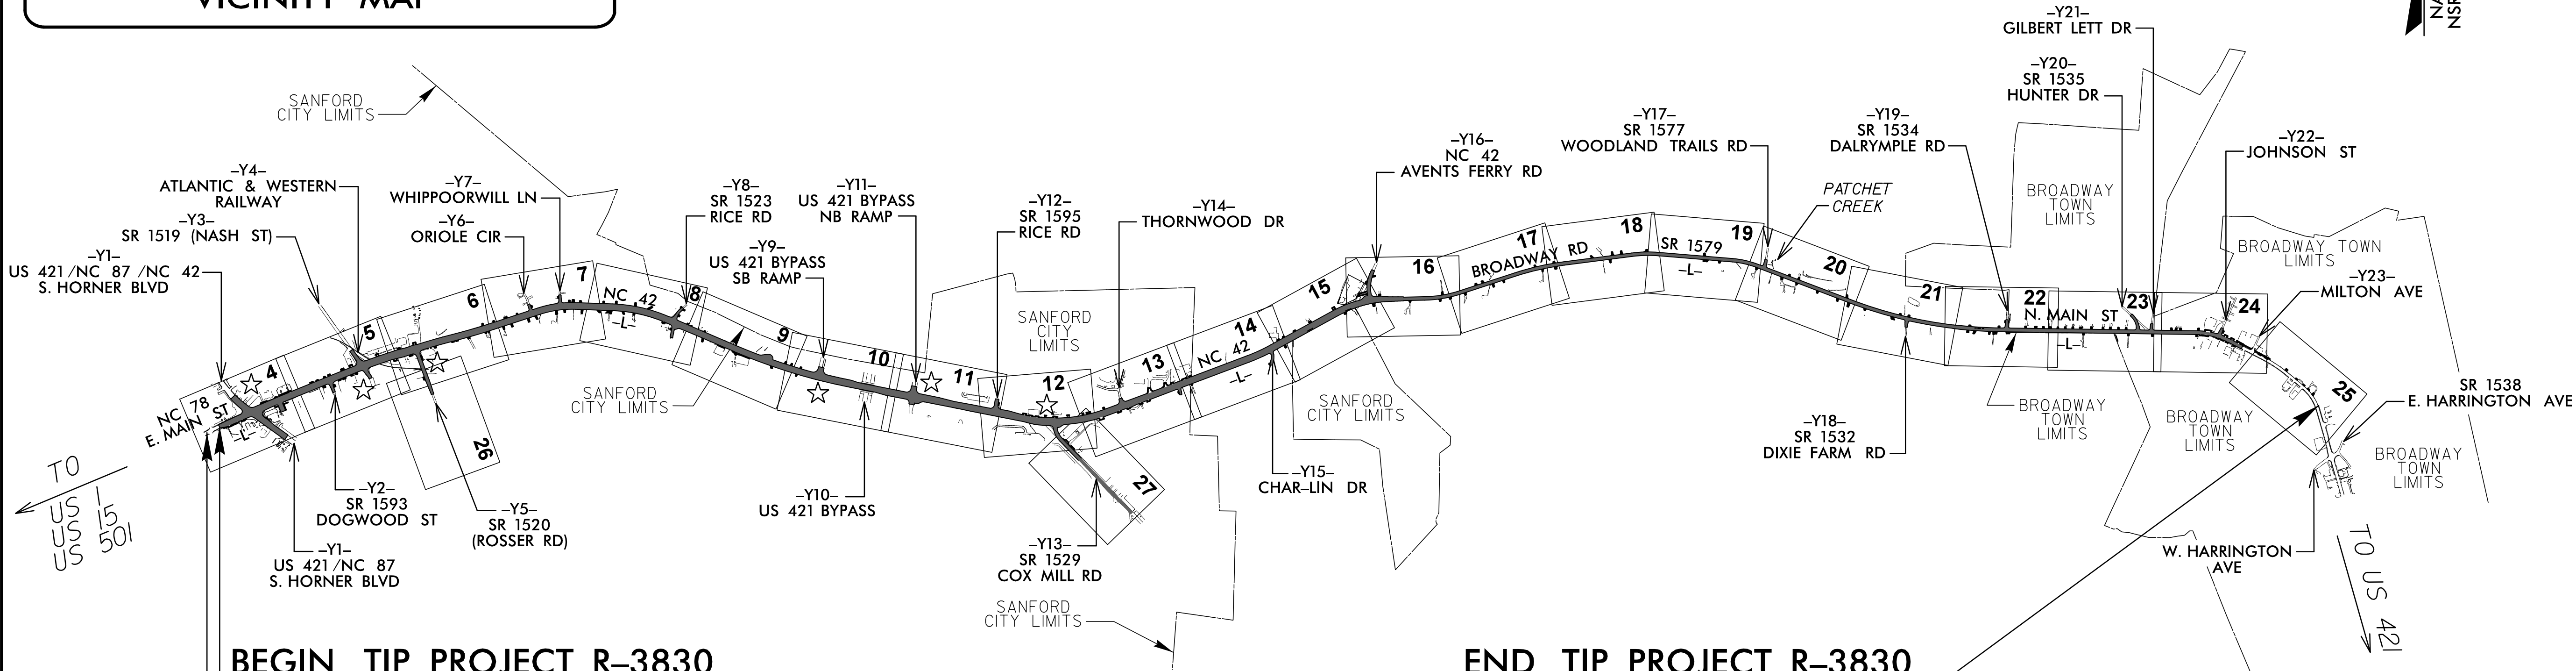 VICINITY MAP
NA
NSR
–Y21–
GILBERT LETT DR
–Y20–
SR 1535
HUNTER DR
SANFORD
CITY LIMITS
–Y17–
SR 1577
WOODLAND TRAILS RD
–Y19–
SR 1534
DALRYMPLE RD
–Y22–
JOHNSON ST
–Y16–
NC 42
AVENTS FERRY RD
–Y4–
ATLANTIC & WESTERN
RAILWAY
–Y7–
WHIPPOORWILL LN
–Y8–
SR 1523
RICE RD
–Y11–
US 421 BYPASS
NB RAMP
PATCHET
CREEK
BROADWAY
TOWN
LIMITS
–Y3–
SR 1519 (NASH ST)
–Y6–
ORIOLE CIR
–Y12–
SR 1595
RICE RD
–Y14–
THORNWOOD DR
–Y1–
US 421 /NC 87 /NC 42
S. HORNER BLVD
–Y9–
US 421 BYPASS
SB RAMP
BROADWAY TOWN
LIMITS
–Y23–
MILTON AVE
4
5
6
7
8
9
10
11
12
13
14
15
16
17
18
19
20
21
22
23
24
25
26
27
NC 78
E. MAIN ST
–L–
NC 42
–L–
NC 42
–L–
BROADWAY RD
SR 1579
–L–
N. MAIN ST
–L–
SANFORD
CITY
LIMITS
SANFORD
CITY LIMITS
SANFORD
CITY LIMITS
BROADWAY
TOWN
LIMITS
BROADWAY
TOWN
LIMITS
SR 1538
E. HARRINGTON AVE
BROADWAY
TOWN
LIMITS
TO
US 1
US 15
US 501
–Y2–
SR 1593
DOGWOOD ST
–Y5–
SR 1520
(ROSSER RD)
–Y1–
US 421 /NC 87
S. HORNER BLVD
–Y10–
US 421 BYPASS
–Y15–
CHAR–LIN DR
–Y18–
SR 1532
DIXIE FARM RD
–Y13–
SR 1529
COX MILL RD
W. HARRINGTON
AVE
TO US 421
SANFORD
CITY LIMITS
BEGIN TIP PROJECT R–3830
END TIP PROJECT R–3830